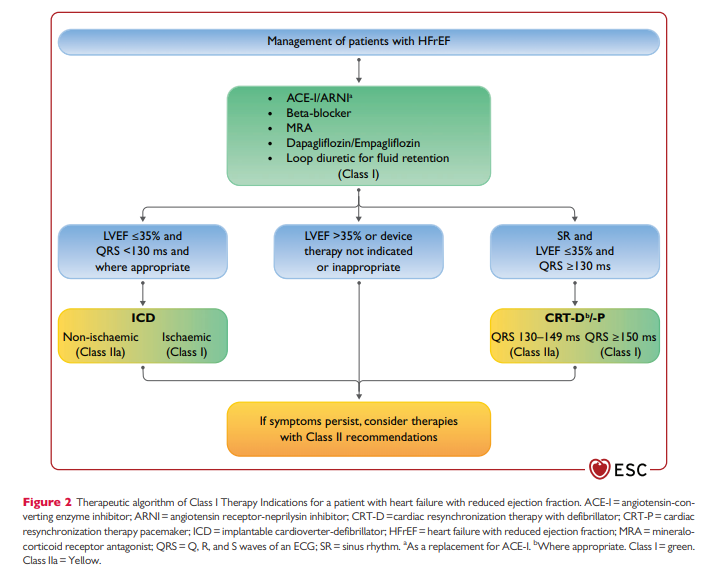 Management of patients with HFrEF
• ACE-I/ARNIᵃ
• Beta-blocker
• MRA
• Dapagliflozin/Empagliflozin
• Loop diuretic for fluid retention
(Class I)
LVEF ≤35% and
QRS <130 ms and
where appropriate
LVEF >35% or device
therapy not indicated
or inappropriate
SR and
LVEF ≤35% and
QRS ≥130 ms
ICD
Non-ischaemic
(Class IIa)
Ischaemic
(Class I)
CRT-Dᵇ/-P
QRS 130–149 ms
(Class IIa)
QRS ≥150 ms
(Class I)
If symptoms persist, consider therapies
with Class II recommendations
ESC
Figure 2 Therapeutic algorithm of Class I Therapy Indications for a patient with heart failure with reduced ejection fraction. ACE-I = angiotensin-con-
verting enzyme inhibitor; ARNI = angiotensin receptor-neprilysin inhibitor; CRT-D =cardiac resynchronization therapy with defibrillator; CRT-P = cardiac
resynchronization therapy pacemaker; ICD = implantable cardioverter-defibrillator; HFrEF = heart failure with reduced ejection fraction; MRA = mineralo-
corticoid receptor antagonist; QRS = Q, R, and S waves of an ECG; SR = sinus rhythm. ᵃAs a replacement for ACE-I. ᵇWhere appropriate. Class I = green.
Class IIa = Yellow.